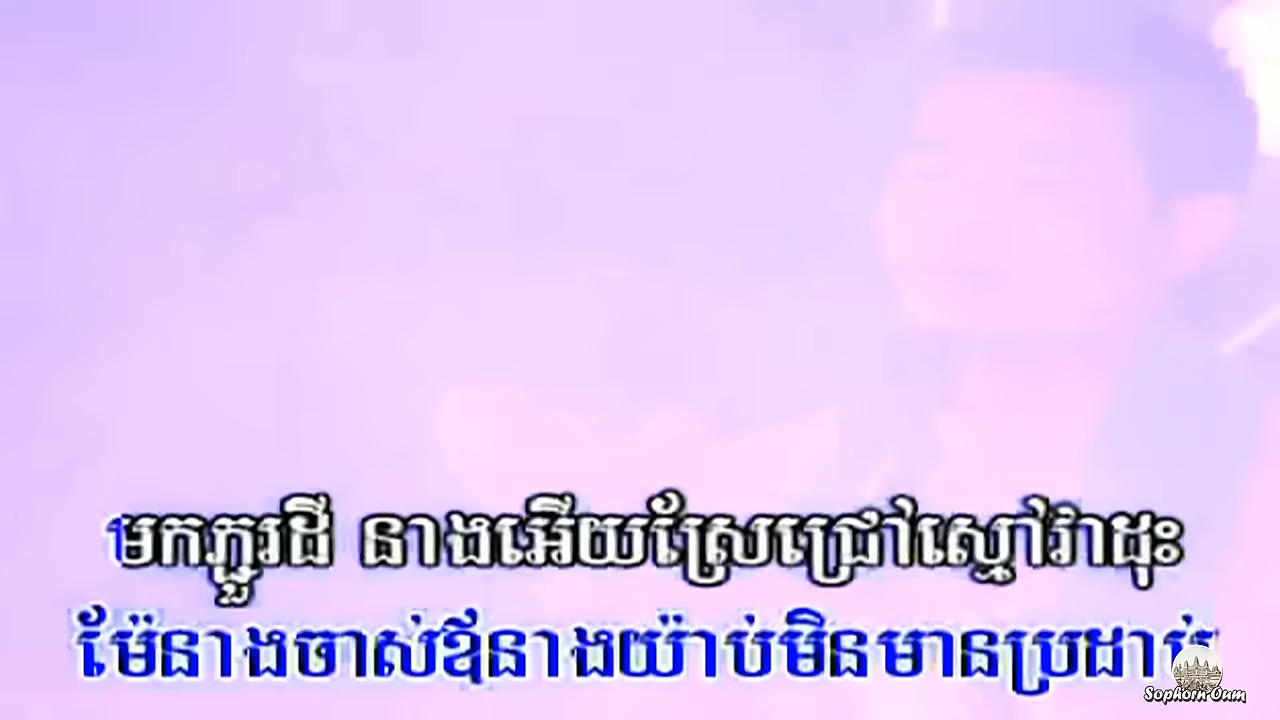 មកភ្ជួរដី នាងអើយស្រែជ្រៅស្មៅវាដុះ
ម៉ែនាងចាស់ឪនាងយ៉ាប់មិនមានប្រដាប់
Sophorn Oum